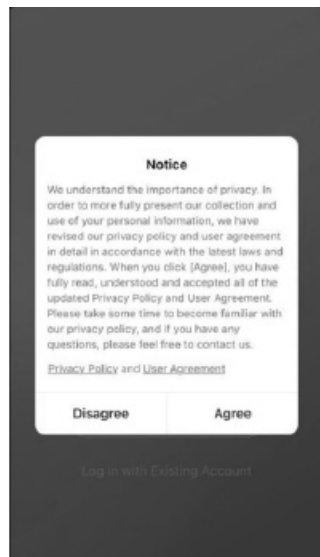 Notice
We understand the importance of privacy. In
order to more fully present our collection and
use of your personal information, we have
revised our privacy policy and user agreement
in detail in accordance with the latest laws and
regulations. When you click [Agree], you have
fully read, understood and accepted all of the
updated Privacy Policy and User Agreement.
Please take some time to become familiar with
our privacy policy, and if you have any
questions, please feel free to contact us.
Privacy Policy and User Agreement
Disagree Agree
Log in with Existing Account